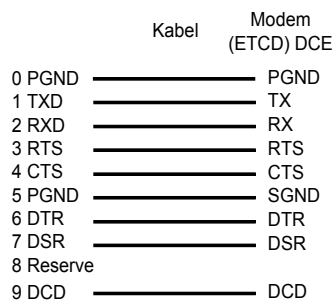 Kabel
Modem
(ETCD) DCE
0 PGND PGND
1 TXD TX
2 RXD RX
3 RTS RTS
4 CTS CTS
5 PGND SGND
6 DTR DTR
7 DSR DSR
8 Reserve
9 DCD DCD